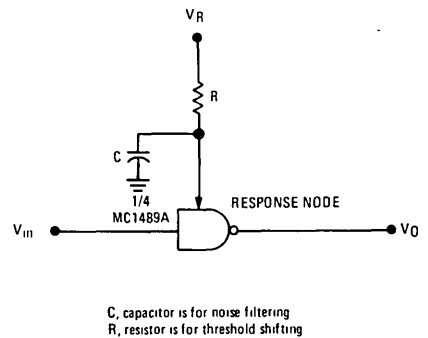 VR
R
C
1/4
MC1489A
RESPONSE NODE
Vin
VO
C, capacitor is for noise filtering
R, resistor is for threshold shifting